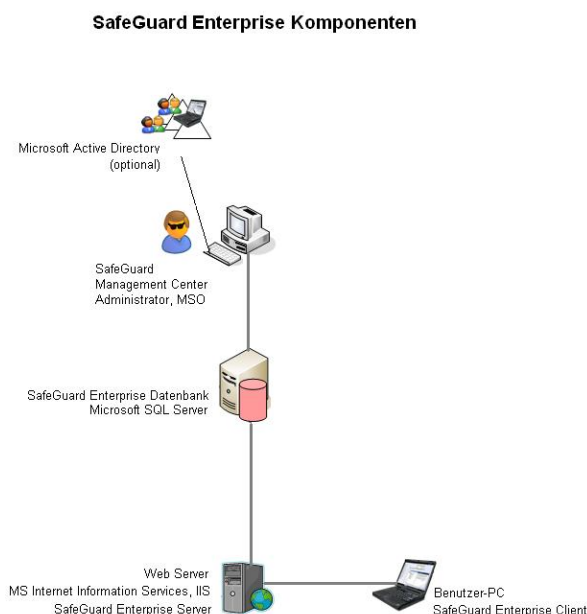 SafeGuard Enterprise Komponenten
Microsoft Active Directory
(optional)
SafeGuard
Management Center
Administrator, MSO
SafeGuard Enterprise Datenbank
Microsoft SQL Server
Web Server
MS Internet Information Services, IIS
SafeGuard Enterprise Server
Benutzer-PC
SafeGuard Enterprise Client